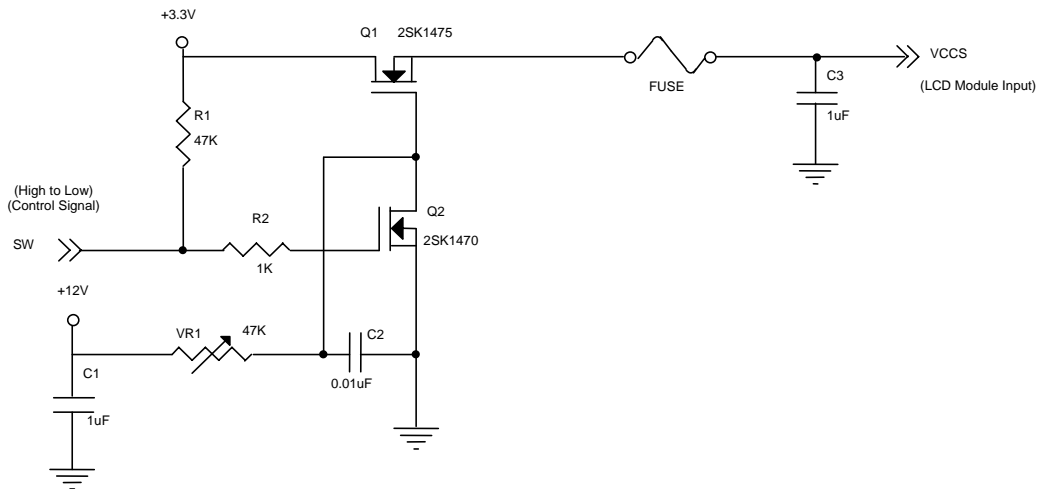 +3.3V
Q1 2SK1475
VCCS
(LCD Module Input)
FUSE
C3
1uF
R1
47K
(High to Low)
(Control Signal)
SW
R2
1K
Q2
2SK1470
+12V
VR1
47K
C2
0.01uF
C1
1uF